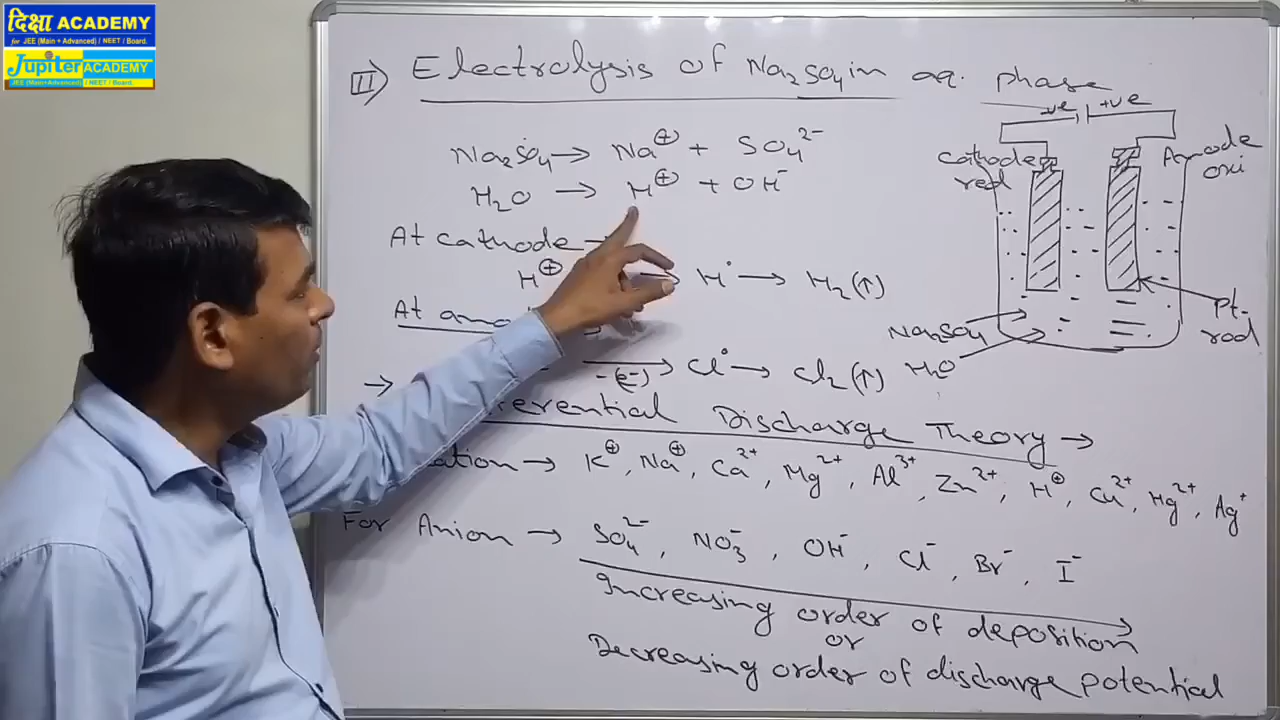 दिक्षा ACADEMY
for JEE (Main + Advanced) / NEET / Board.
Jupiter ACADEMY
JEE (Main+Advanced) / NEET / Board.
III) Electrolysis of Na₂SO₄ in aq. phase
Na₂SO₄ → Na⊕ + SO₄²⁻
H₂O → H⊕ + OH⁻
At cathode →
H⊕ → H° → H₂(↑)
At
→ -(e⁻) Cl° → Cl₂(↑)
→ Discharge Theory →
→ K⊕, Na⊕, Ca²⁺, Mg²⁺, Al³⁺, Zn²⁺, H⊕, Cu²⁺, Hg²⁺, Ag⁺
For Anion → SO₄²⁻, NO₃⁻, OH⁻, Cl⁻, Br⁻, I⁻
Increasing order of deposition
or
Decreasing order of discharge potential
-ve +ve
cathode
red
Anode
oxi
Pt.
rod
Na₂SO₄
H₂O